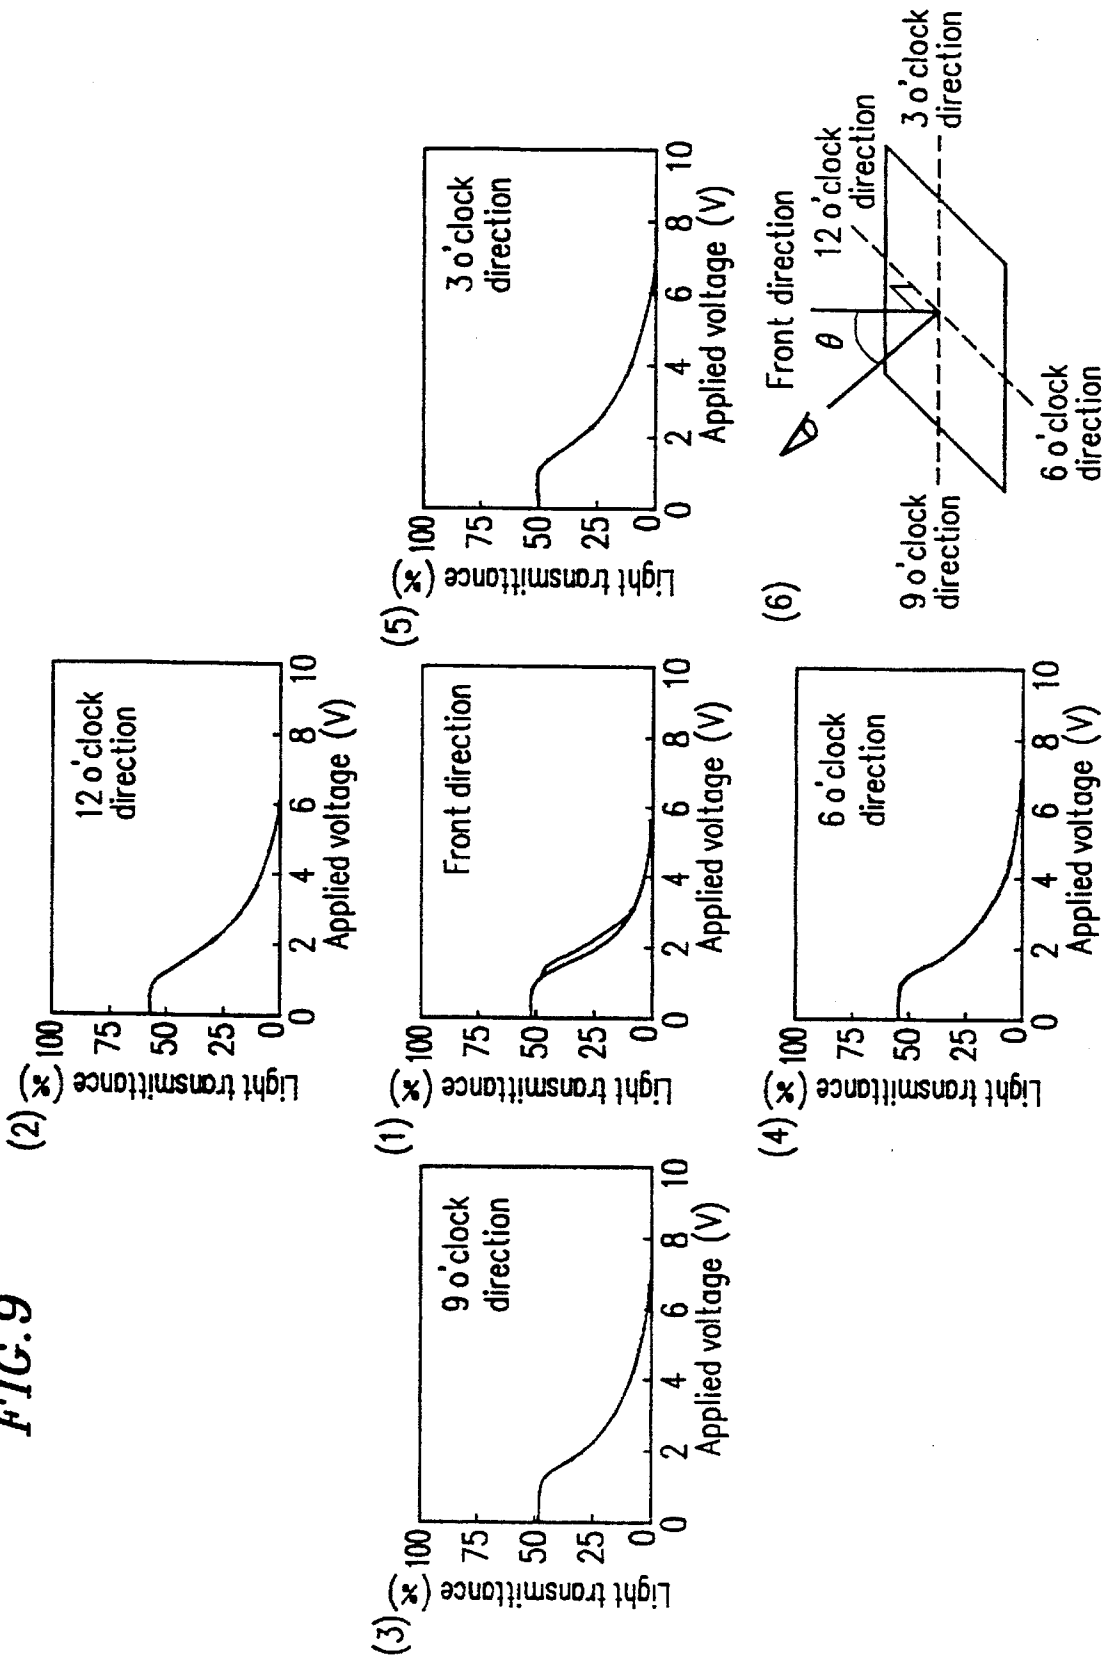 FIG.9
(2)
Light transmittance (%)
100
75
50
25
0
12 o'clock
direction
0 2 4 6 8 10
Applied voltage (V)
(3)
Light transmittance (%)
100
75
50
25
0
9 o'clock
direction
0 2 4 6 8 10
Applied voltage (V)
(1)
Light transmittance (%)
100
75
50
25
0
Front direction
0 2 4 6 8 10
Applied voltage (V)
(5)
Light transmittance (%)
100
75
50
25
0
3 o'clock
direction
0 2 4 6 8 10
Applied voltage (V)
(4)
Light transmittance (%)
100
75
50
25
0
6 o'clock
direction
0 2 4 6 8 10
Applied voltage (V)
(6)
Front direction
θ
12 o'clock
direction
3 o'clock
direction
9 o'clock
direction
6 o'clock
direction